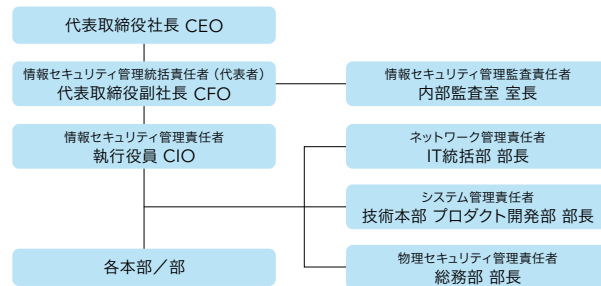 代表取締役社長 CEO
情報セキュリティ管理統括責任者（代表者）
代表取締役副社長 CFO
情報セキュリティ管理監査責任者
内部監査室 室長
情報セキュリティ管理責任者
執行役員 CIO
ネットワーク管理責任者
IT統括部 部長
システム管理責任者
技術本部 プロダクト開発部 部長
各本部／部
物理セキュリティ管理責任者
総務部 部長